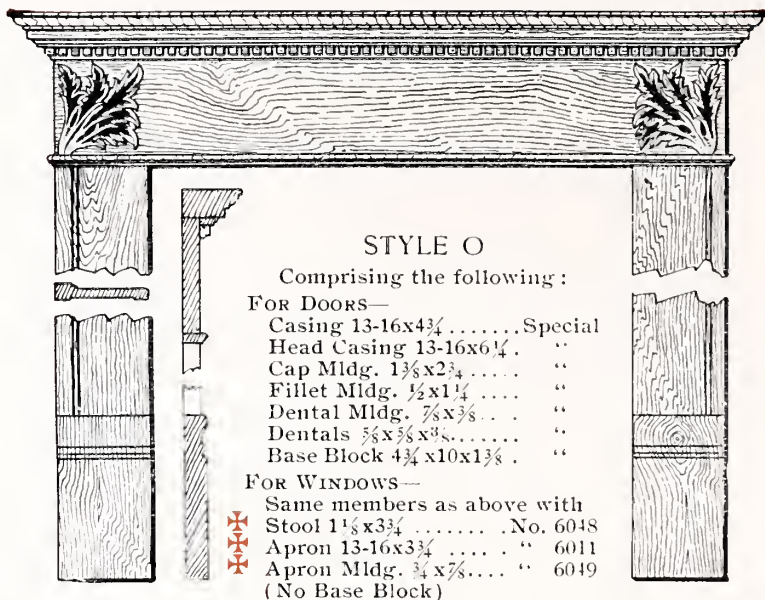 STYLE O
Comprising the following:
FOR DOORS—
Casing 13-16x4¾.......Special
Head Casing 13-16x6¼. “
Cap Mldg. 1⅜x2¾..... “
Fillet Mldg. ½x1¼.... “
Dental Mldg. ⅞x⅜... “
Dentals ⅝x⅝x⅜....... “
Base Block 4¾x10x1⅜. “
FOR WINDOWS—
Same members as above with
Stool 1⅛x3¾.........No. 6048
Apron 13-16x3¾..... “ 6011
Apron Mldg. ¾x⅞.... “ 6049
(No Base Block)